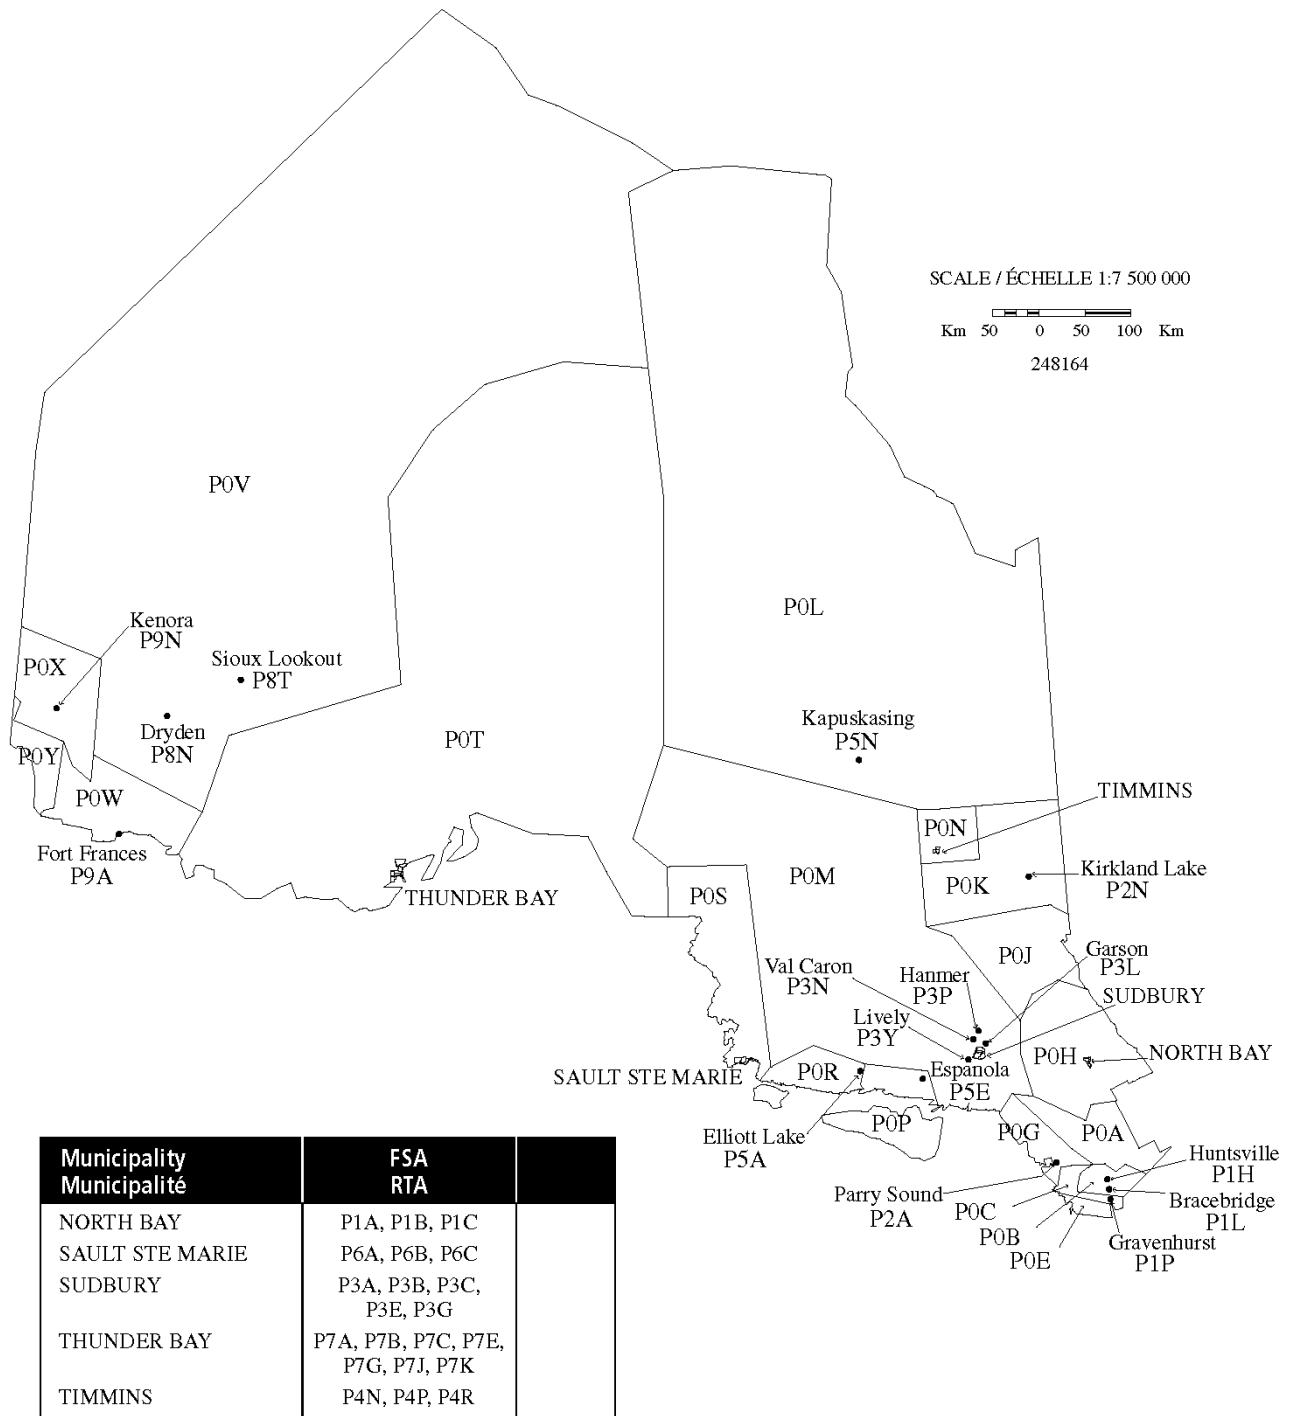 SCALE / ÉCHELLE 1:7 500 000
Km 50 0 50 100 Km
248164
P0V
P0L
Kenora
P9N
P0X
Sioux Lookout
P8T
Dryden
P8N
P0Y
P0W
Fort Frances
P9A
P0T
THUNDER BAY
Kapuskasing
P5N
TIMMINS
P0N
P0M
P0K
Kirkland Lake
P2N
P0S
P0J
Garson
P3L
Val Caron
P3N
Hanmer
P3P
SUDBURY
Lively
P3Y
P0H
NORTH BAY
SAULT STE MARIE
P0R
Espanola
P5E
P0P
Elliott Lake
P5A
P0G
P0A
Huntsville
P1H
Parry Sound
P2A
P0C
Bracebridge
P1L
P0B
P0E
Gravenhurst
P1P
Municipality FSA
Municipalité RTA
NORTH BAY P1A, P1B, P1C
SAULT STE MARIE P6A, P6B, P6C
SUDBURY P3A, P3B, P3C,
P3E, P3G
THUNDER BAY P7A, P7B, P7C, P7E,
P7G, P7J, P7K
TIMMINS P4N, P4P, P4R